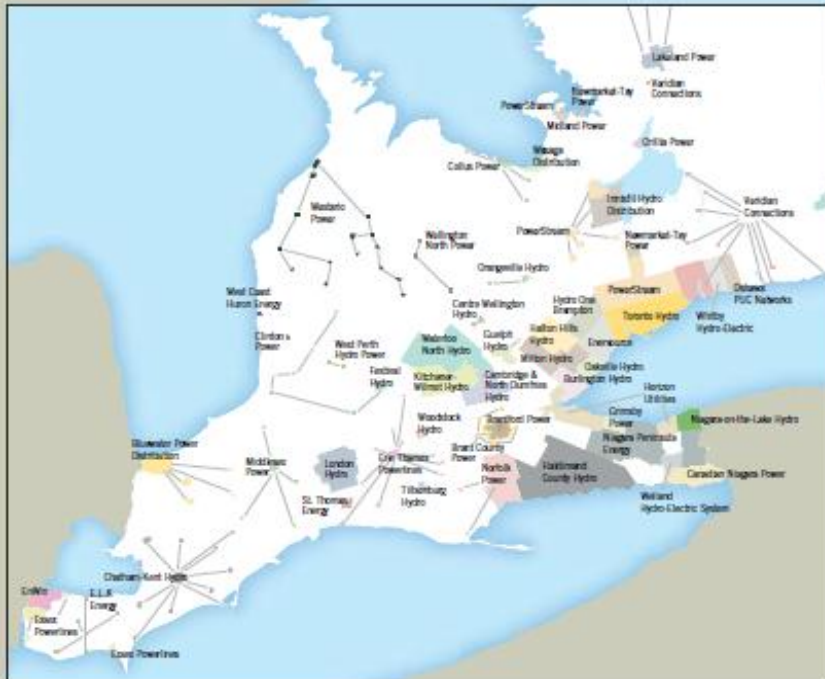 Lakeland Power
Newmarket-Tay
Power
Veridian
Connections
PowerStream
Midland Power
Orillia Power
Wasaga
Distribution
Collus Power
Innisfil Hydro
Distribution
Veridian
Connections
Westario
Power
Wellington
North Power
PowerStream
Newmarket-Tay
Power
Orangeville Hydro
West Coast
Huron Energy
Centre Wellington
Hydro
Hydro One
Brampton
PowerStream
Oshawa
PUC Networks
Toronto Hydro
Whitby
Hydro-Electric
Clinton
Power
West Perth
Hydro Power
Waterloo
North Hydro
Guelph
Hydro
Halton Hills
Hydro
Enersource
Milton Hydro
Festival
Hydro
Kitchener-
Wilmot Hydro
Cambridge &
North Dumfries
Hydro
Oakville Hydro
Burlington Hydro
Horizon
Utilities
Woodstock
Hydro
Brantford Power
Grimsby
Power
Niagara-on-the-Lake Hydro
Bluewater Power
Distribution
Middlesex
Power
London
Hydro
Erie Thames
Powerlines
Brant County
Power
Norfolk
Power
Haldimand
County Hydro
Niagara Peninsula
Energy
Canadian Niagara Power
St. Thomas
Energy
Tillsonburg
Hydro
Welland
Hydro-Electric System
Chatham-Kent Hydro
EnWin
E.L.K
Energy
Essex
Powerlines
Essex Powerlines